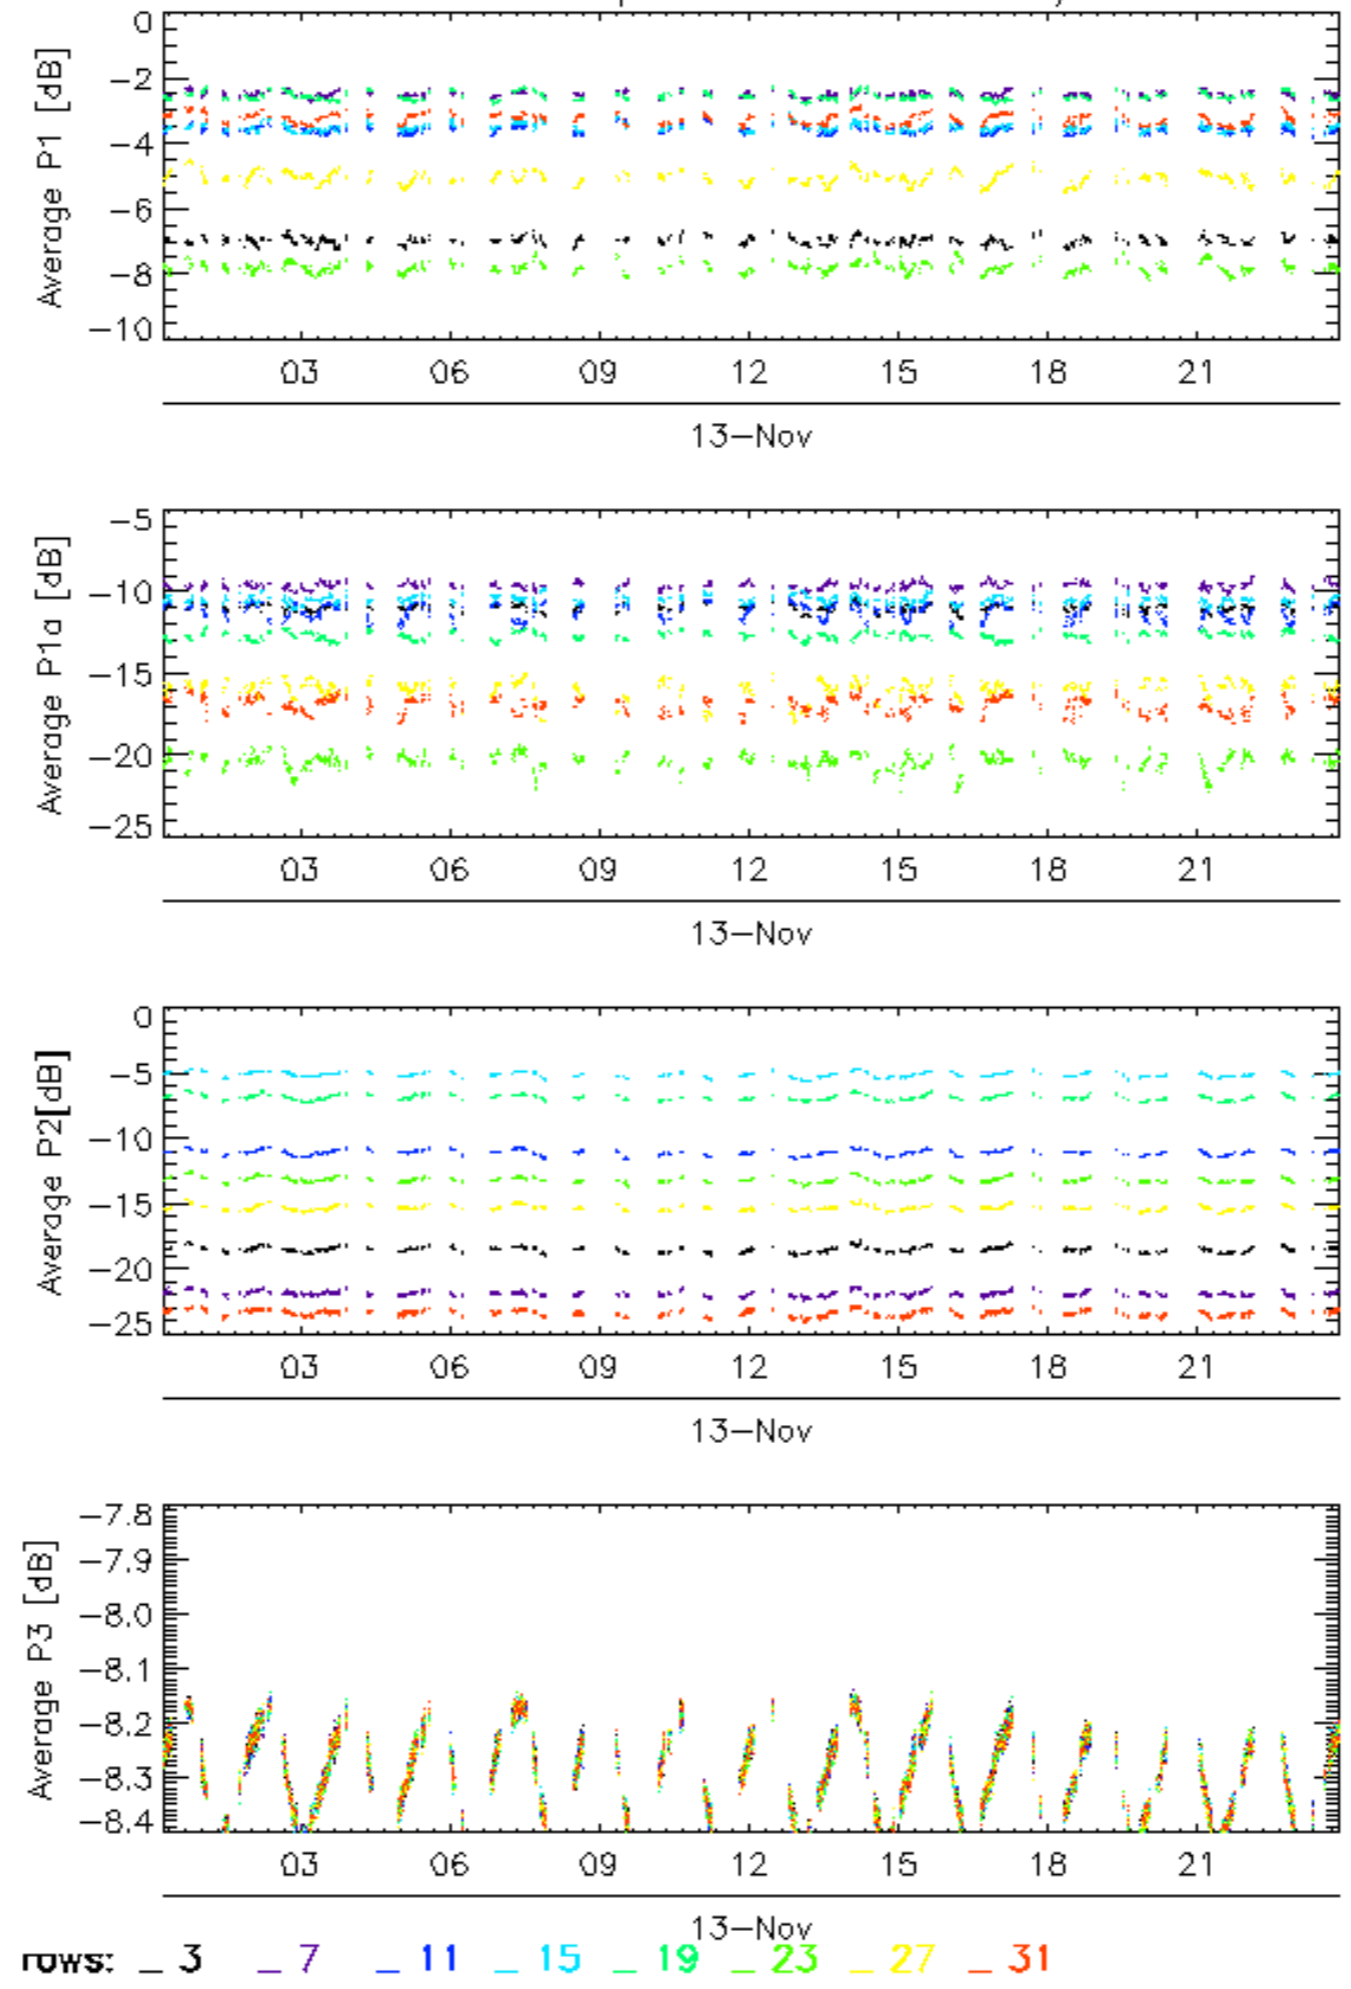 0
−2
−4
−6
−8
−10
Average P1 [dB]
03 06 09 12 15 18 21
13−Nov
−5
−10
−15
−20
−25
Average P1a [dB]
03 06 09 12 15 18 21
13−Nov
0
−5
−10
−15
−20
−25
Average P2[dB]
03 06 09 12 15 18 21
13−Nov
−7.8
−7.9
−8.0
−8.1
−8.2
−8.3
−8.4
Average P3 [dB]
03 06 09 12 15 18 21
13−Nov
rows: _ 3 _ 7 _ 11 _ 15 _ 19 _ 23 _ 27 _ 31